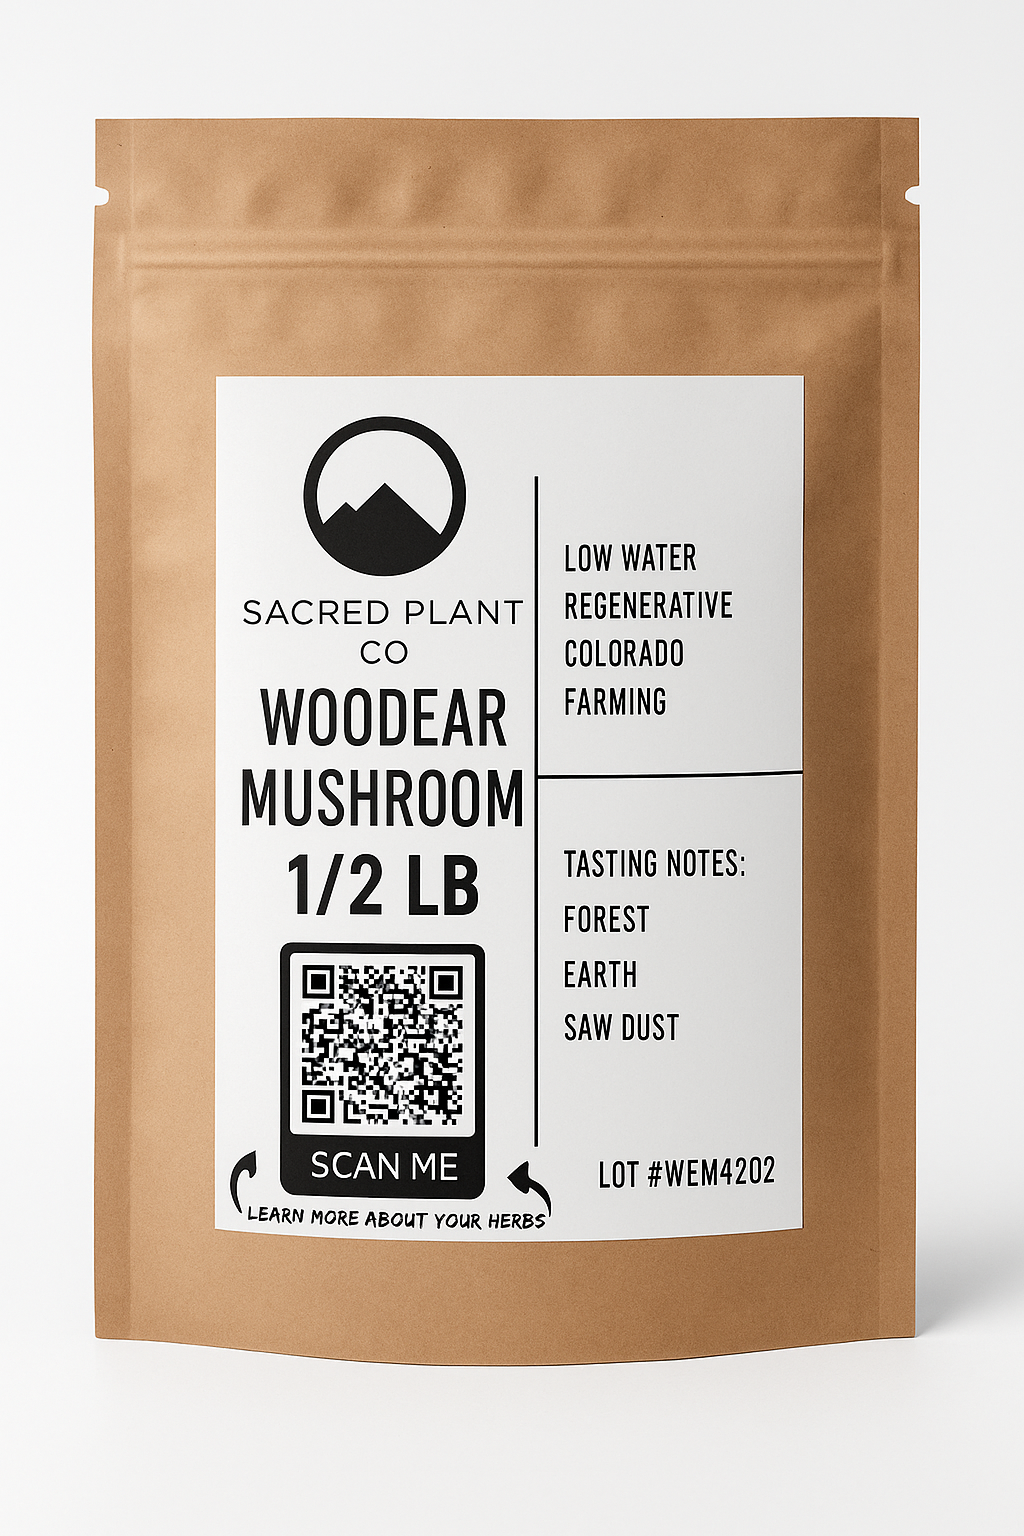 SACRED PLANT
CO
WOODEAR
MUSHROOM
1/2 LB
SCAN ME
LEARN MORE ABOUT YOUR HERBS
LOW WATER
REGENERATIVE
COLORADO
FARMING
TASTING NOTES:
FOREST
EARTH
SAW DUST
LOT #WEM4202